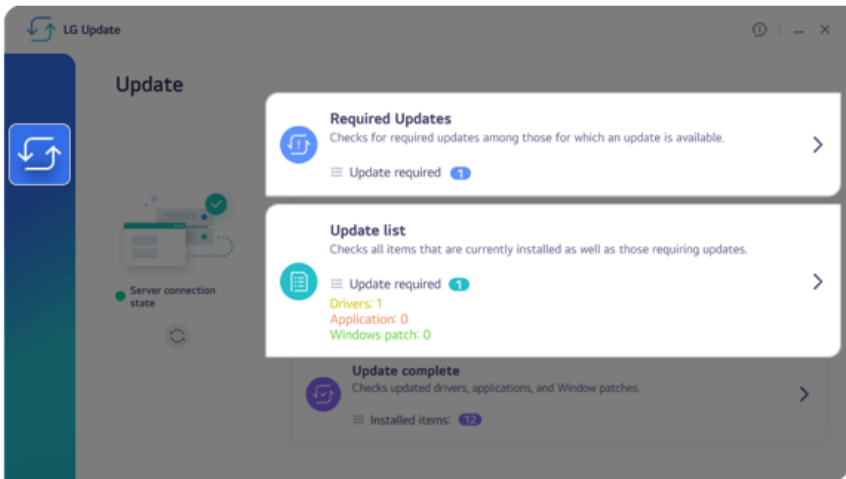 LG Update
Update
Required Updates
Checks for required updates among those for which an update is available.
Update required 1
Update list
Checks all items that are currently installed as well as those requiring updates.
Update required 1
Drivers: 1
Application: 0
Windows patch: 0
Server connection
state
Update complete
Checks updated drivers, applications, and Window patches.
Installed items: 12